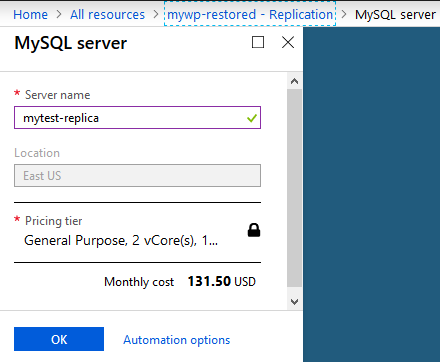 Home > All resources > mywp-restored - Replication > MySQL server
MySQL server
* Server name
mytest-replica
Location
East US
* Pricing tier
General Purpose, 2 vCore(s), 1...
Monthly cost 131.50 USD
OK Automation options